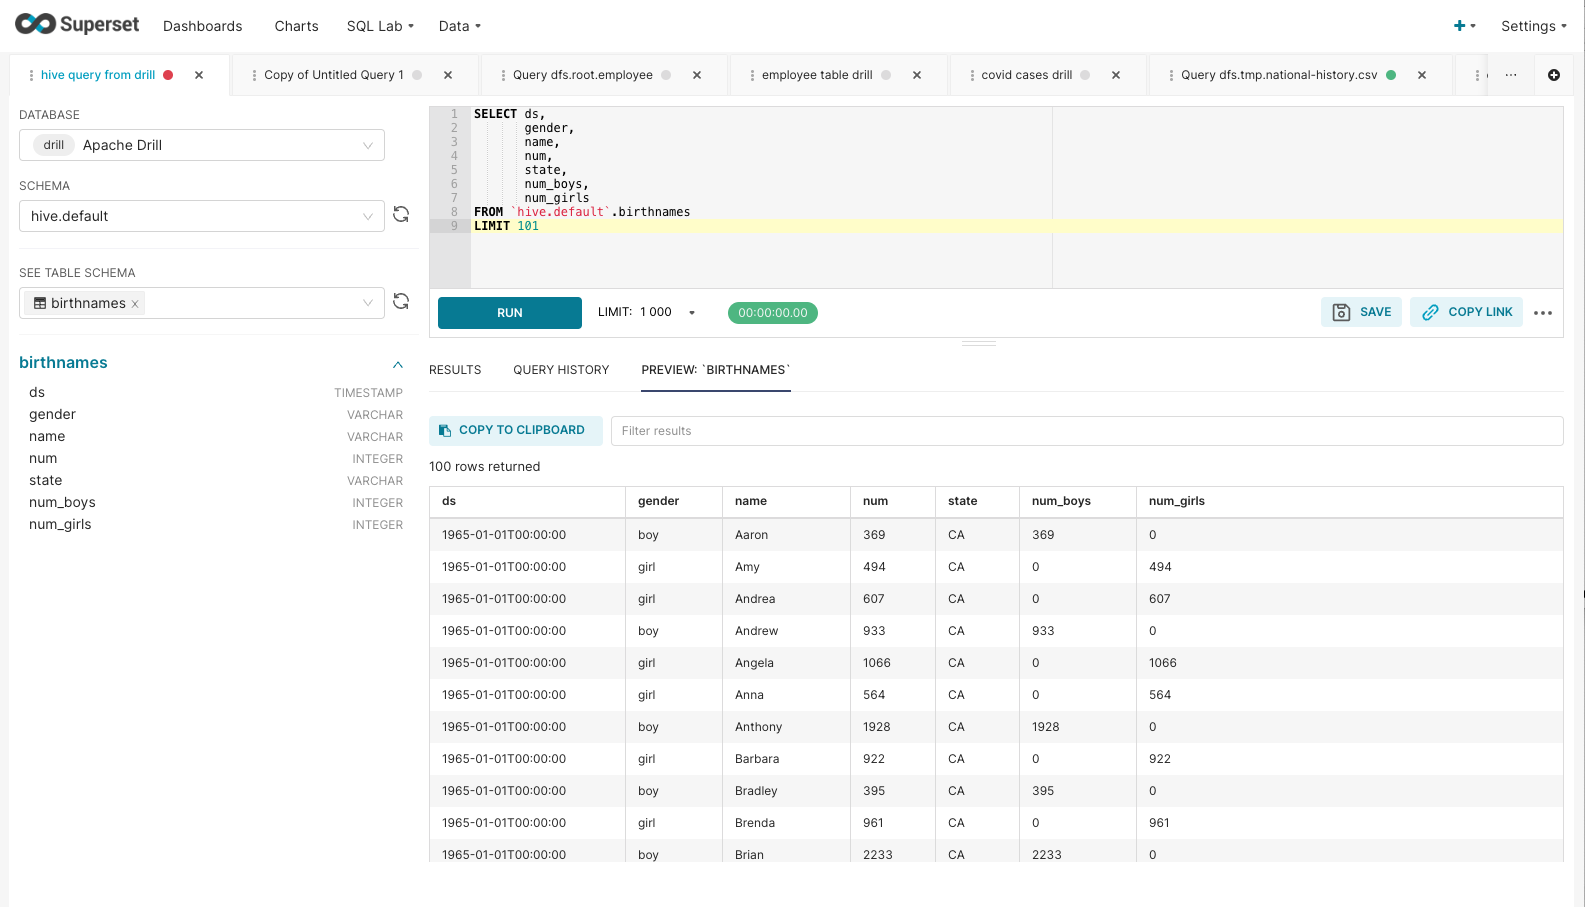 Superset Dashboards Charts SQL Lab Data Settings
hive query from drill Copy of Untitled Query 1 Query dfs.root.employee employee table drill covid cases drill Query dfs.tmp.national-history.csv
DATABASE
drill Apache Drill
SCHEMA
hive.default
SEE TABLE SCHEMA
birthnames
birthnames
ds TIMESTAMP
gender VARCHAR
name VARCHAR
num INTEGER
state VARCHAR
num_boys INTEGER
num_girls INTEGER
1 SELECT ds,
2 gender,
3 name,
4 num,
5 state,
6 num_boys,
7 num_girls
8 FROM `hive.default`.birthnames
9 LIMIT 101
RUN LIMIT: 1 000 00:00:00.00 SAVE COPY LINK
RESULTS QUERY HISTORY PREVIEW: `BIRTHNAMES`
COPY TO CLIPBOARD Filter results
100 rows returned
ds gender name num state num_boys num_girls
1965-01-01T00:00:00 boy Aaron 369 CA 369 0
1965-01-01T00:00:00 girl Amy 494 CA 0 494
1965-01-01T00:00:00 girl Andrea 607 CA 0 607
1965-01-01T00:00:00 boy Andrew 933 CA 933 0
1965-01-01T00:00:00 girl Angela 1066 CA 0 1066
1965-01-01T00:00:00 girl Anna 564 CA 0 564
1965-01-01T00:00:00 boy Anthony 1928 CA 1928 0
1965-01-01T00:00:00 girl Barbara 922 CA 0 922
1965-01-01T00:00:00 boy Bradley 395 CA 395 0
1965-01-01T00:00:00 girl Brenda 961 CA 0 961
1965-01-01T00:00:00 boy Brian 2233 CA 2233 0